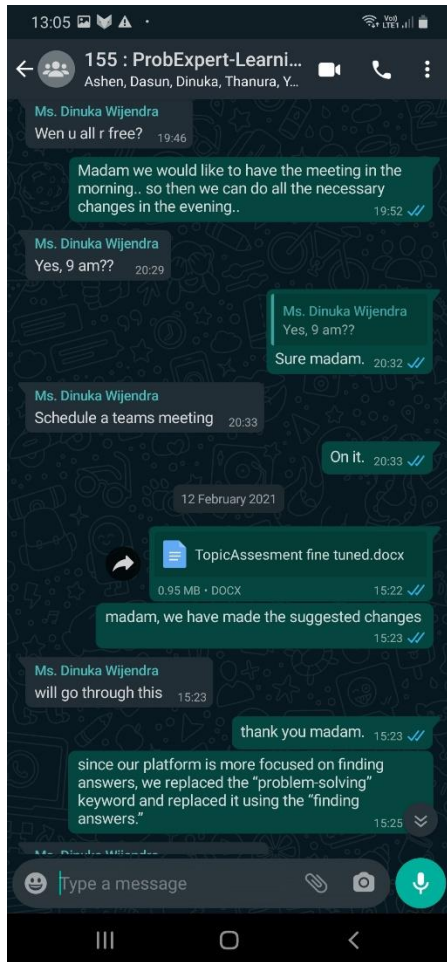 13:05
Vo))
LTE1
155 : ProbExpert-Learni...
Ashen, Dasun, Dinuka, Thanura, Y...
Ms. Dinuka Wijendra
Wen u all r free? 19:46
Madam we would like to have the meeting in the
morning.. so then we can do all the necessary
changes in the evening..
19:52
Ms. Dinuka Wijendra
Yes, 9 am?? 20:29
Ms. Dinuka Wijendra
Yes, 9 am??
Sure madam. 20:32
Ms. Dinuka Wijendra
Schedule a teams meeting 20:33
On it. 20:33
12 February 2021
TopicAssesment fine tuned.docx
0.95 MB • DOCX 15:22
madam, we have made the suggested changes
15:23
Ms. Dinuka Wijendra
will go through this 15:23
thank you madam. 15:23
since our platform is more focused on finding
answers, we replaced the “problem-solving”
keyword and replaced it using the “finding
answers.”
15:25
Ms. Dinuka Wijendra
Type a message